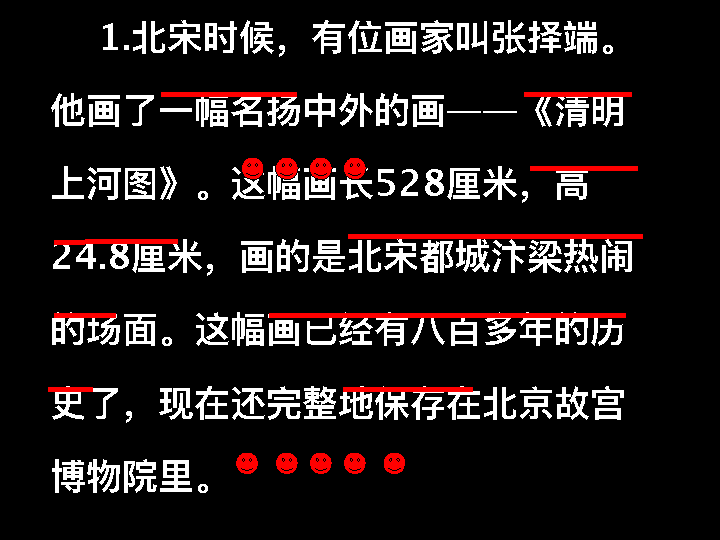 1.北宋时候，有位画家叫张择端。
他画了一幅名扬中外的画——《清明
上河图》。这幅画长528厘米，高
24.8厘米，画的是北宋都城汴梁热闹
的场面。这幅画已经有八百多年的历
史了，现在还完整地保存在北京故宫
博物院里。